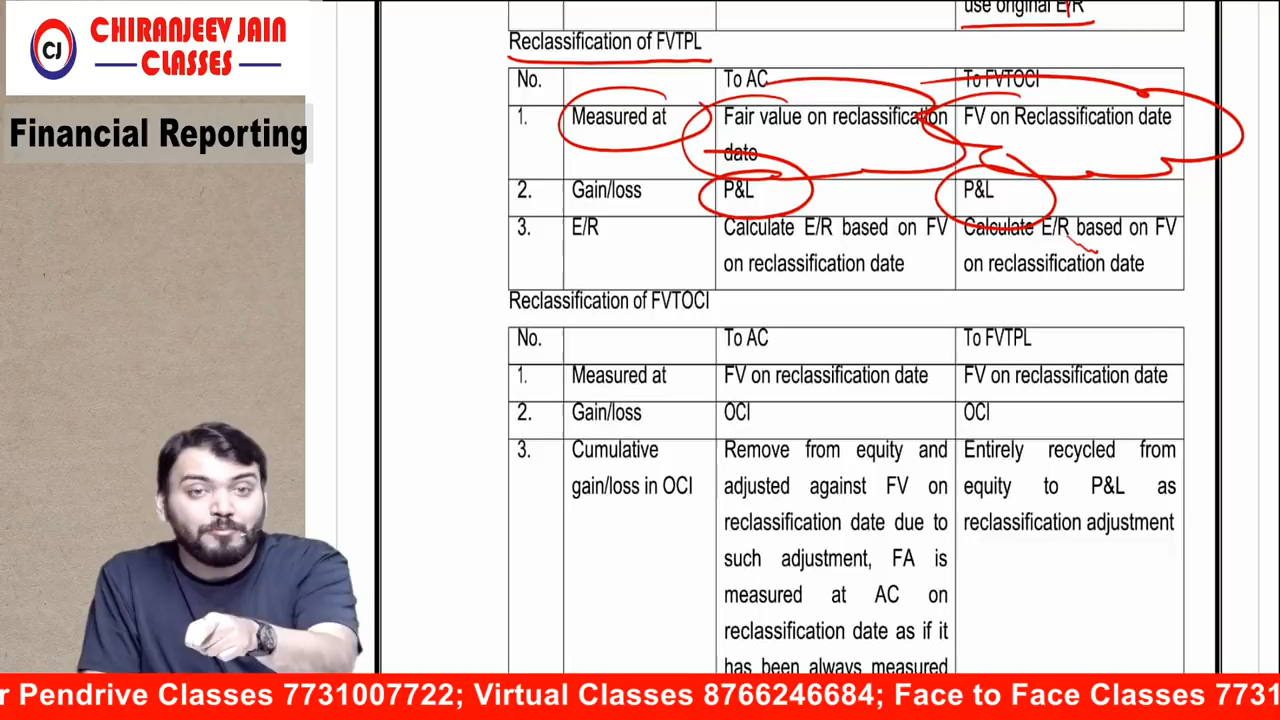 CHIRANJEEV JAIN
CJ
CLASSES
Financial Reporting
use original E/R
Reclassification of FVTPL
No. To AC To FVTOCI
1. Measured at Fair value on reclassification FV on Reclassification date
date
2. Gain/loss P&L P&L
3. E/R Calculate E/R based on FV Calculate E/R based on FV
on reclassification date on reclassification date
Reclassification of FVTOCI
No. To AC To FVTPL
1. Measured at FV on reclassification date FV on reclassification date
2. Gain/loss OCI OCI
3. Cumulative Remove from equity and Entirely recycled from
gain/loss in OCI adjusted against FV on equity to P&L as
reclassification date due to reclassification adjustment
such adjustment, FA is
measured at AC on
reclassification date as if it
has been always measured
r Pendrive Classes 7731007722; Virtual Classes 8766246684; Face to Face Classes 7731